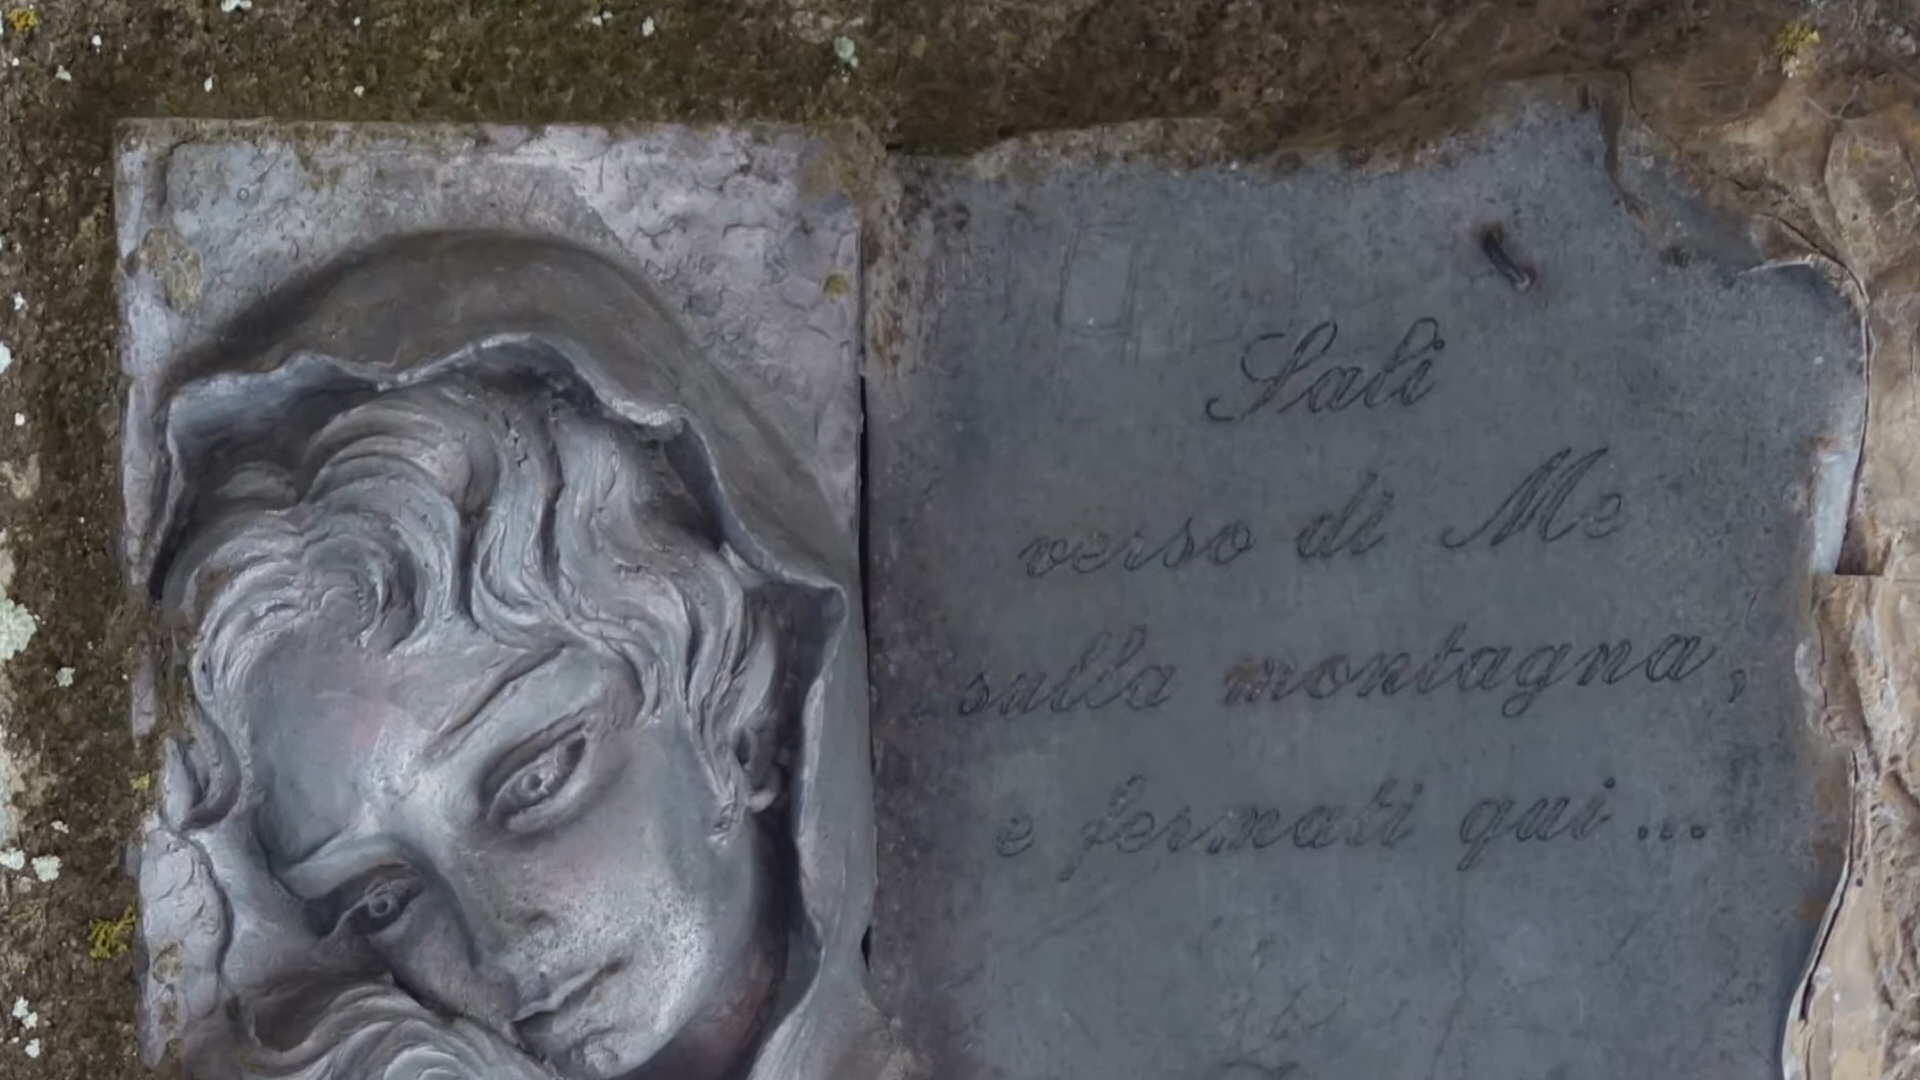 Sali
verso di Me
sulla montagna,
e fermati qui...